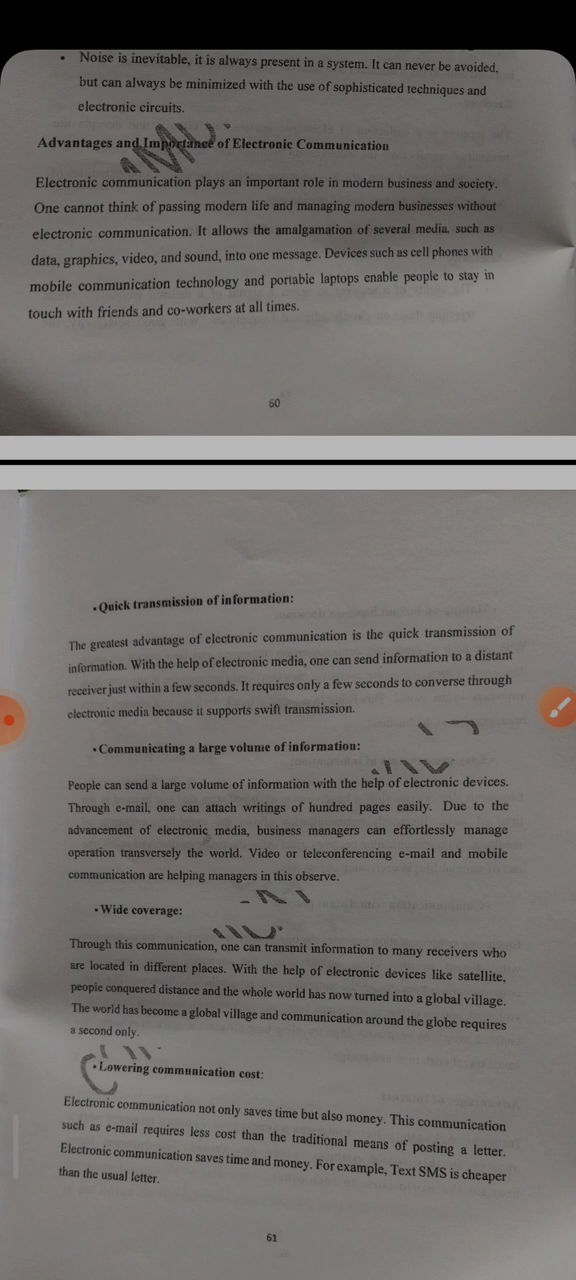 • Noise is inevitable, it is always present in a system. It can never be avoided,
but can always be minimized with the use of sophisticated techniques and
electronic circuits.
Advantages and Importance of Electronic Communication
Electronic communication plays an important role in modern business and society.
One cannot think of passing modern life and managing modern businesses without
electronic communication. It allows the amalgamation of several media, such as
data, graphics, video, and sound, into one message. Devices such as cell phones with
mobile communication technology and portable laptops enable people to stay in
touch with friends and co-workers at all times.
60
• Quick transmission of information:
The greatest advantage of electronic communication is the quick transmission of
information. With the help of electronic media, one can send information to a distant
receiver just within a few seconds. It requires only a few seconds to converse through
electronic media because it supports swift transmission.
• Communicating a large volume of information:
People can send a large volume of information with the help of electronic devices.
Through e-mail, one can attach writings of hundred pages easily. Due to the
advancement of electronic media, business managers can effortlessly manage
operation transversely the world. Video or teleconferencing e-mail and mobile
communication are helping managers in this observe.
• Wide coverage:
Through this communication, one can transmit information to many receivers who
are located in different places. With the help of electronic devices like satellite,
people conquered distance and the whole world has now turned into a global village.
The world has become a global village and communication around the globe requires
a second only.
• Lowering communication cost:
Electronic communication not only saves time but also money. This communication
such as e-mail requires less cost than the traditional means of posting a letter.
Electronic communication saves time and money. For example, Text SMS is cheaper
than the usual letter.
61